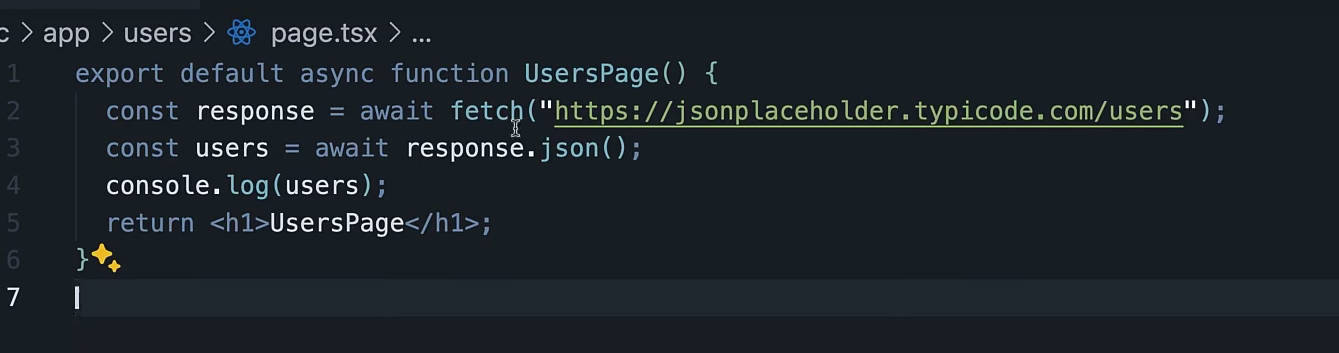 c > app > users > page.tsx > ...
1 export default async function UsersPage() {
2 const response = await fetch("https://jsonplaceholder.typicode.com/users");
3 const users = await response.json();
4 console.log(users);
5 return <h1>UsersPage</h1>;
6 }
7